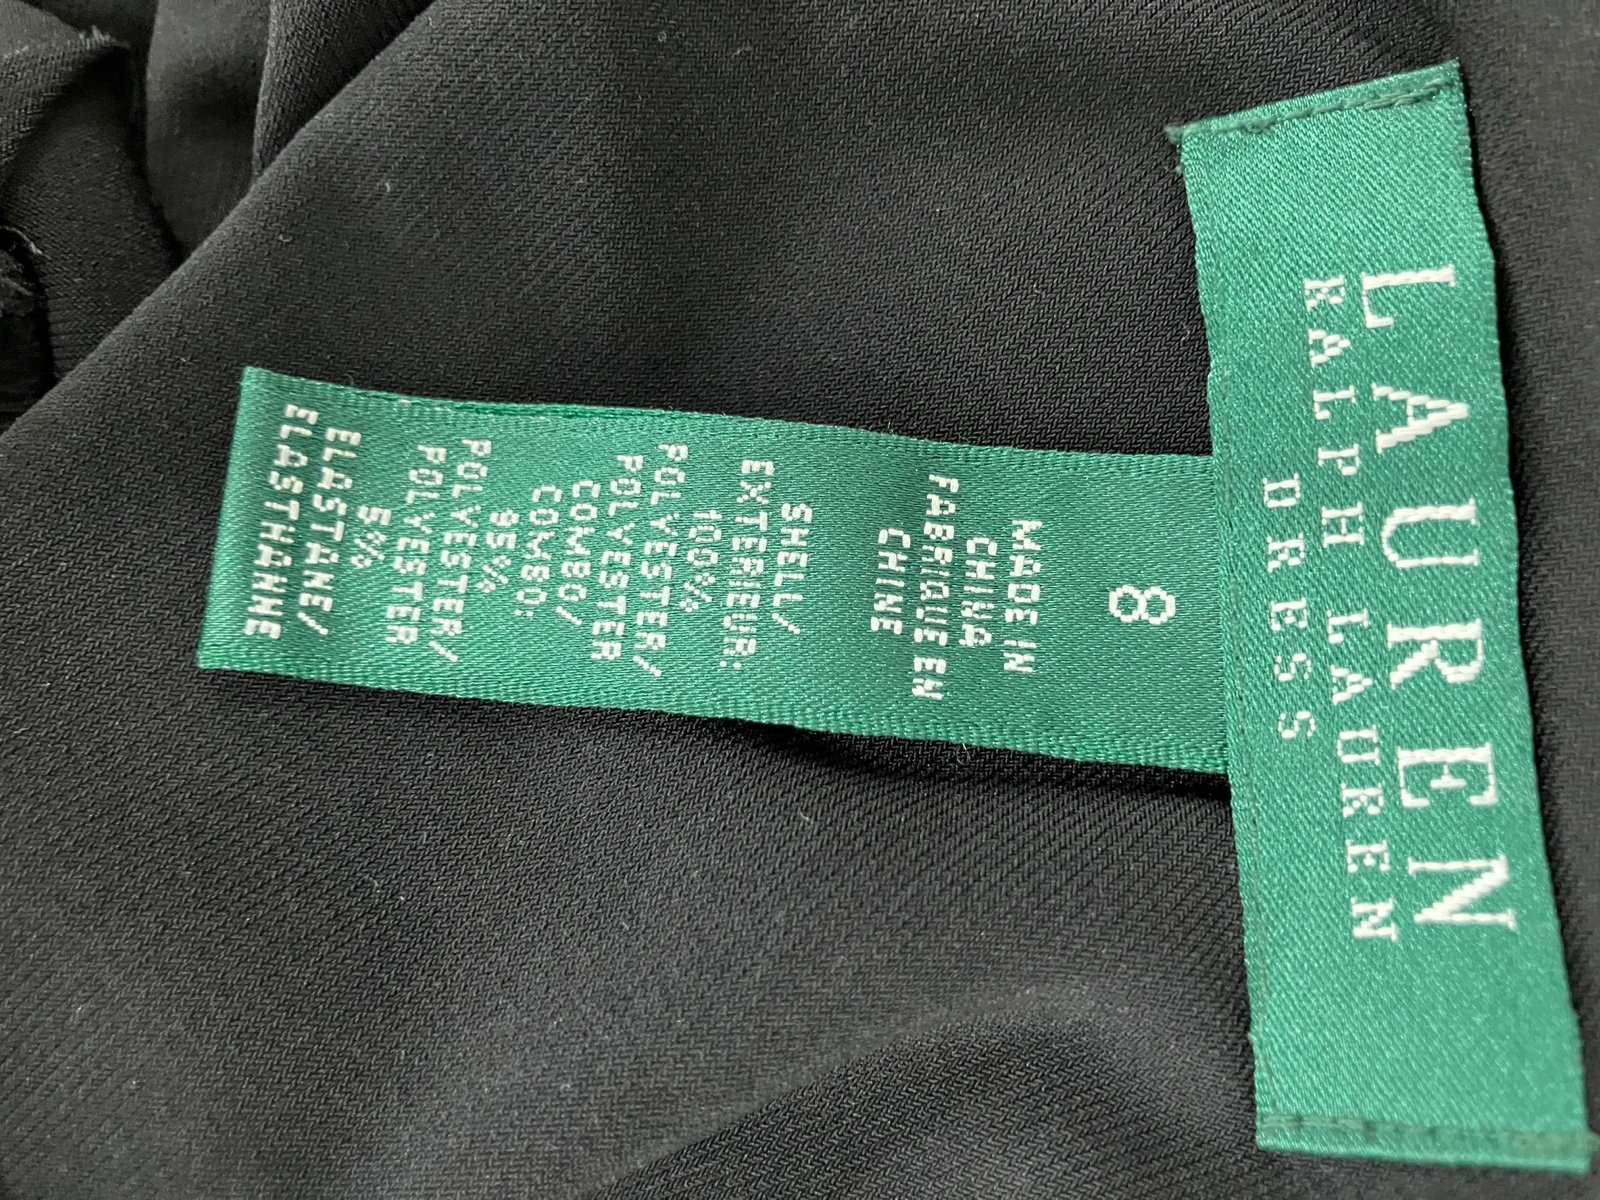 LAUREN
RALPH LAUREN
DRESS
8
MADE IN
CHINA
FABRIQUE EN
CHINE
SHELL/
EXTERIEUR:
100%
POLYESTER/
POLYESTER
COMBO/
COMBO:
95%
POLYESTER/
POLYESTER
5%
ELASTANE/
ELASTHANNE